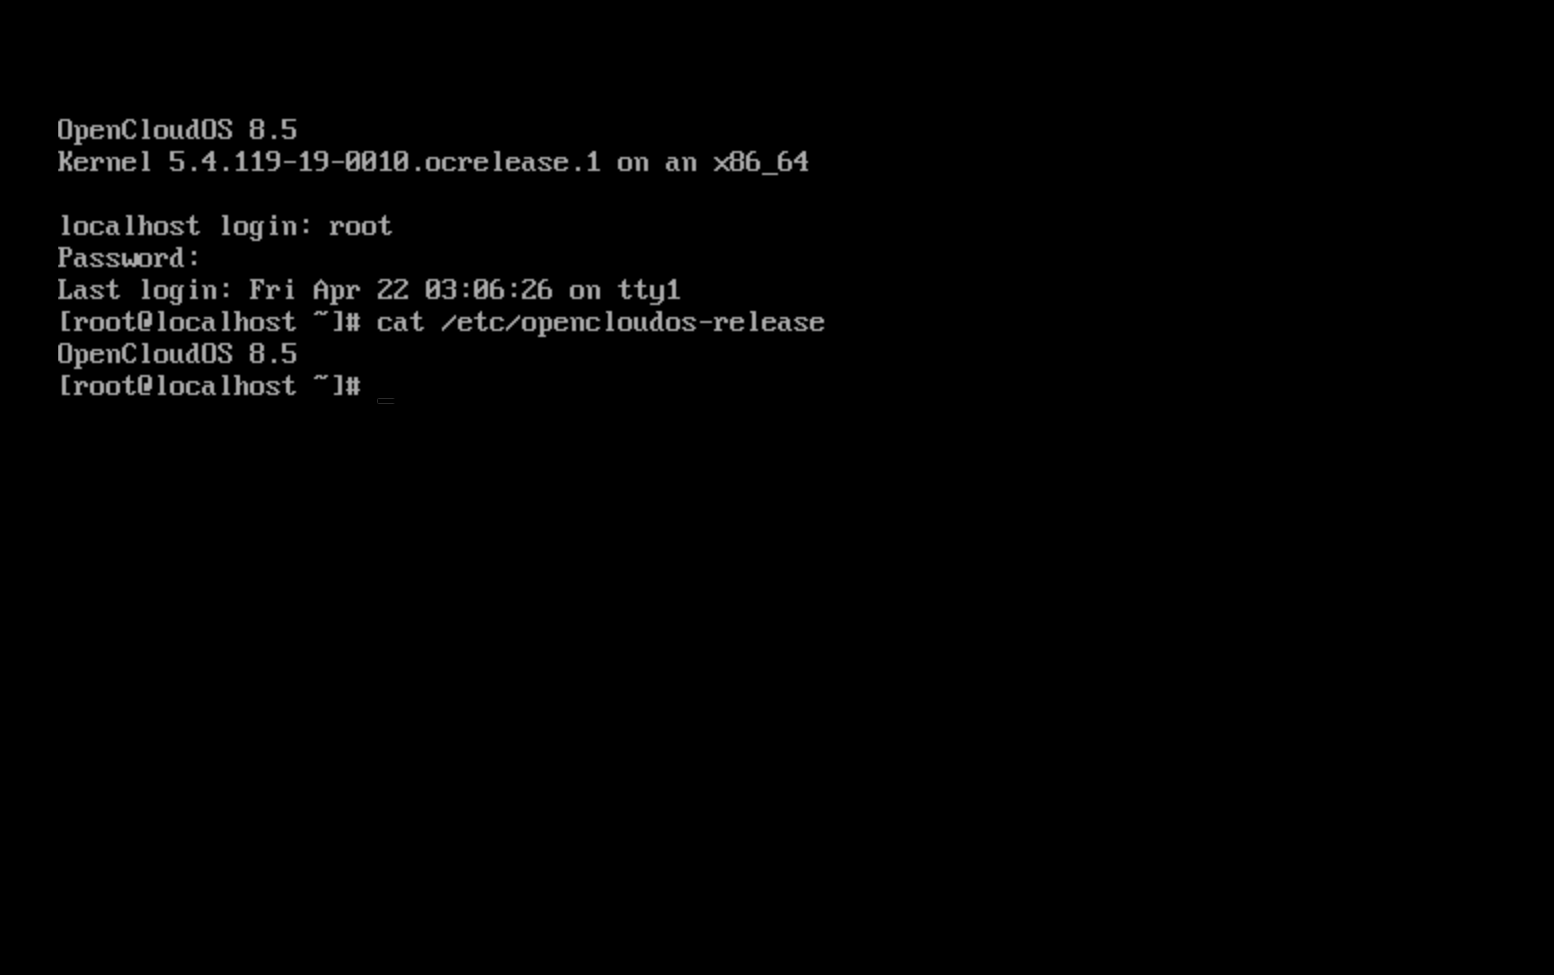 OpenCloudOS 8.5
Kernel 5.4.119-19-0010.ocrelease.1 on an x86_64
localhost login: root
Password:
Last login: Fri Apr 22 03:06:26 on tty1
[root@localhost ~]# cat /etc/opencloudos-release
OpenCloudOS 8.5
[root@localhost ~]# _